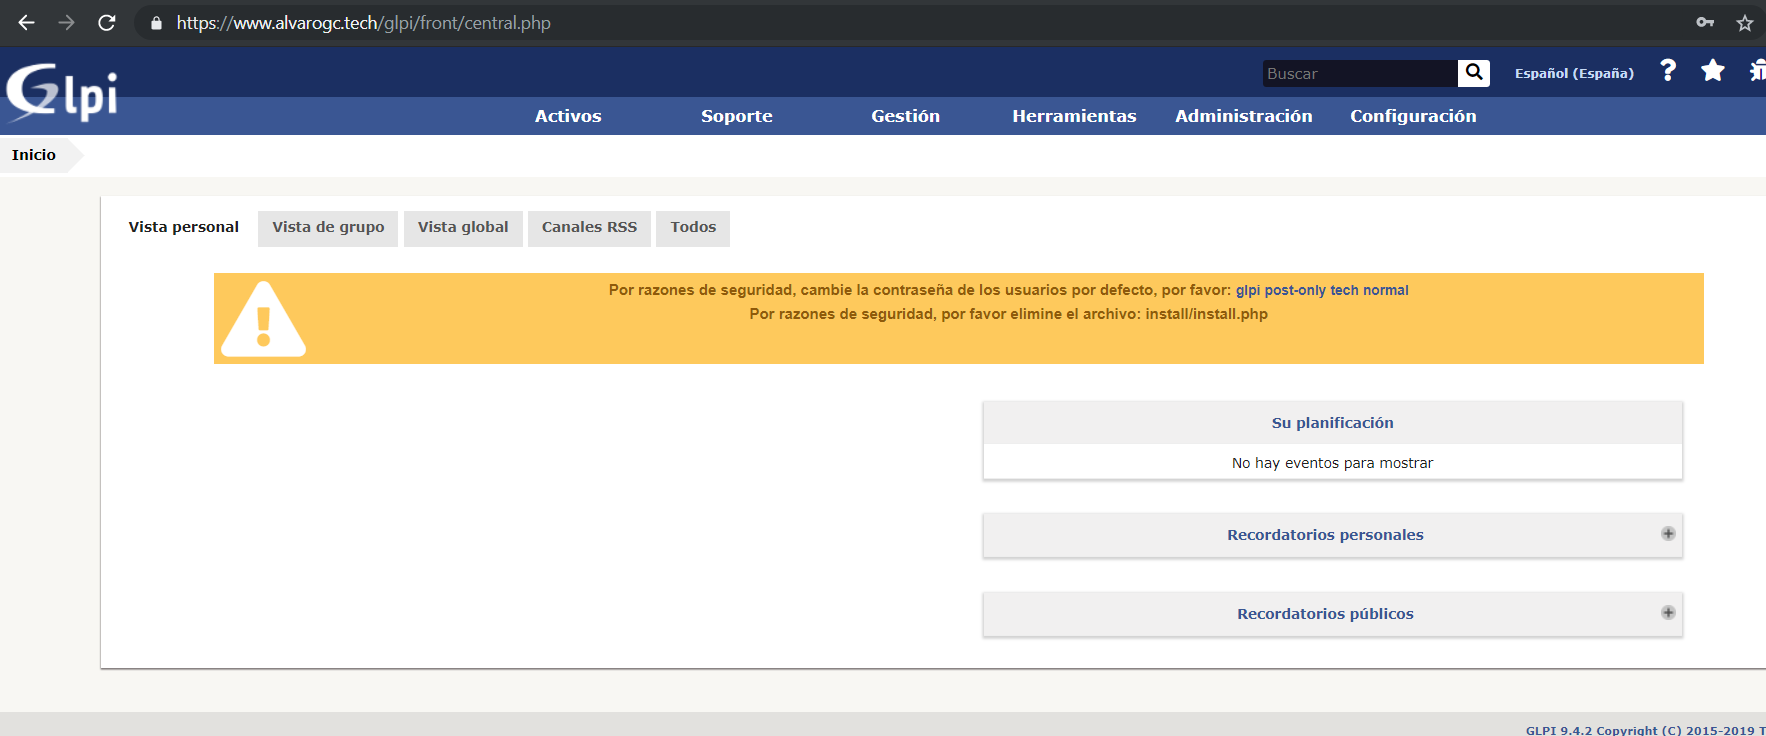 https://www.alvarogc.tech/glpi/front/central.php
Glpi
Buscar
Español (España)
Activos Soporte Gestión Herramientas Administración Configuración
Inicio
Vista personal Vista de grupo Vista global Canales RSS Todos
Por razones de seguridad, cambie la contraseña de los usuarios por defecto, por favor: glpi post-only tech normal
Por razones de seguridad, por favor elimine el archivo: install/install.php
Su planificación
No hay eventos para mostrar
Recordatorios personales
Recordatorios públicos
GLPI 9.4.2 Copyright (C) 2015-2019 T